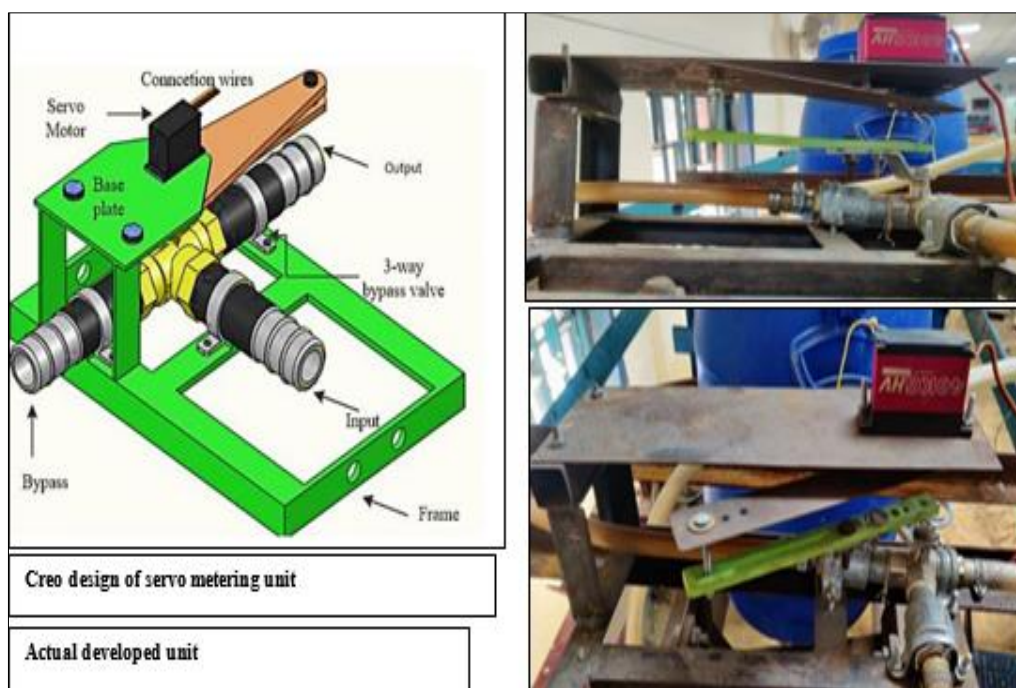 Conncetion wires
Servo
Motor
Output
Base
plate
3-way
bypass valve
Input
Bypass
Frame
Creo design of servo metering unit
Actual developed unit